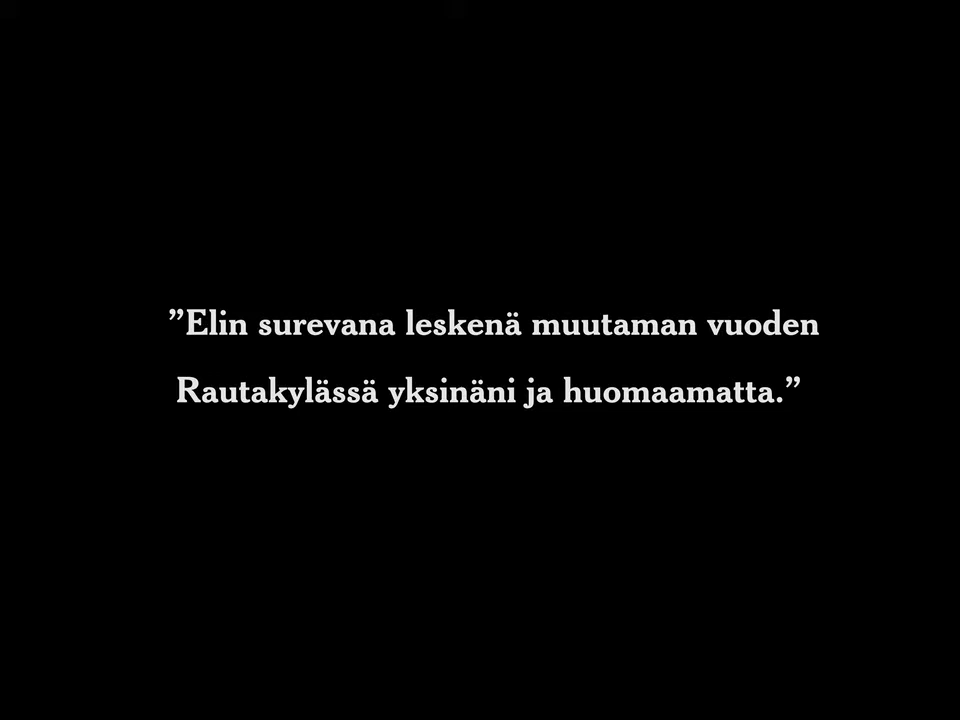 ”Elin surevana leskenä muutaman vuoden
Rautakylässä yksinäni ja huomaamatta.”